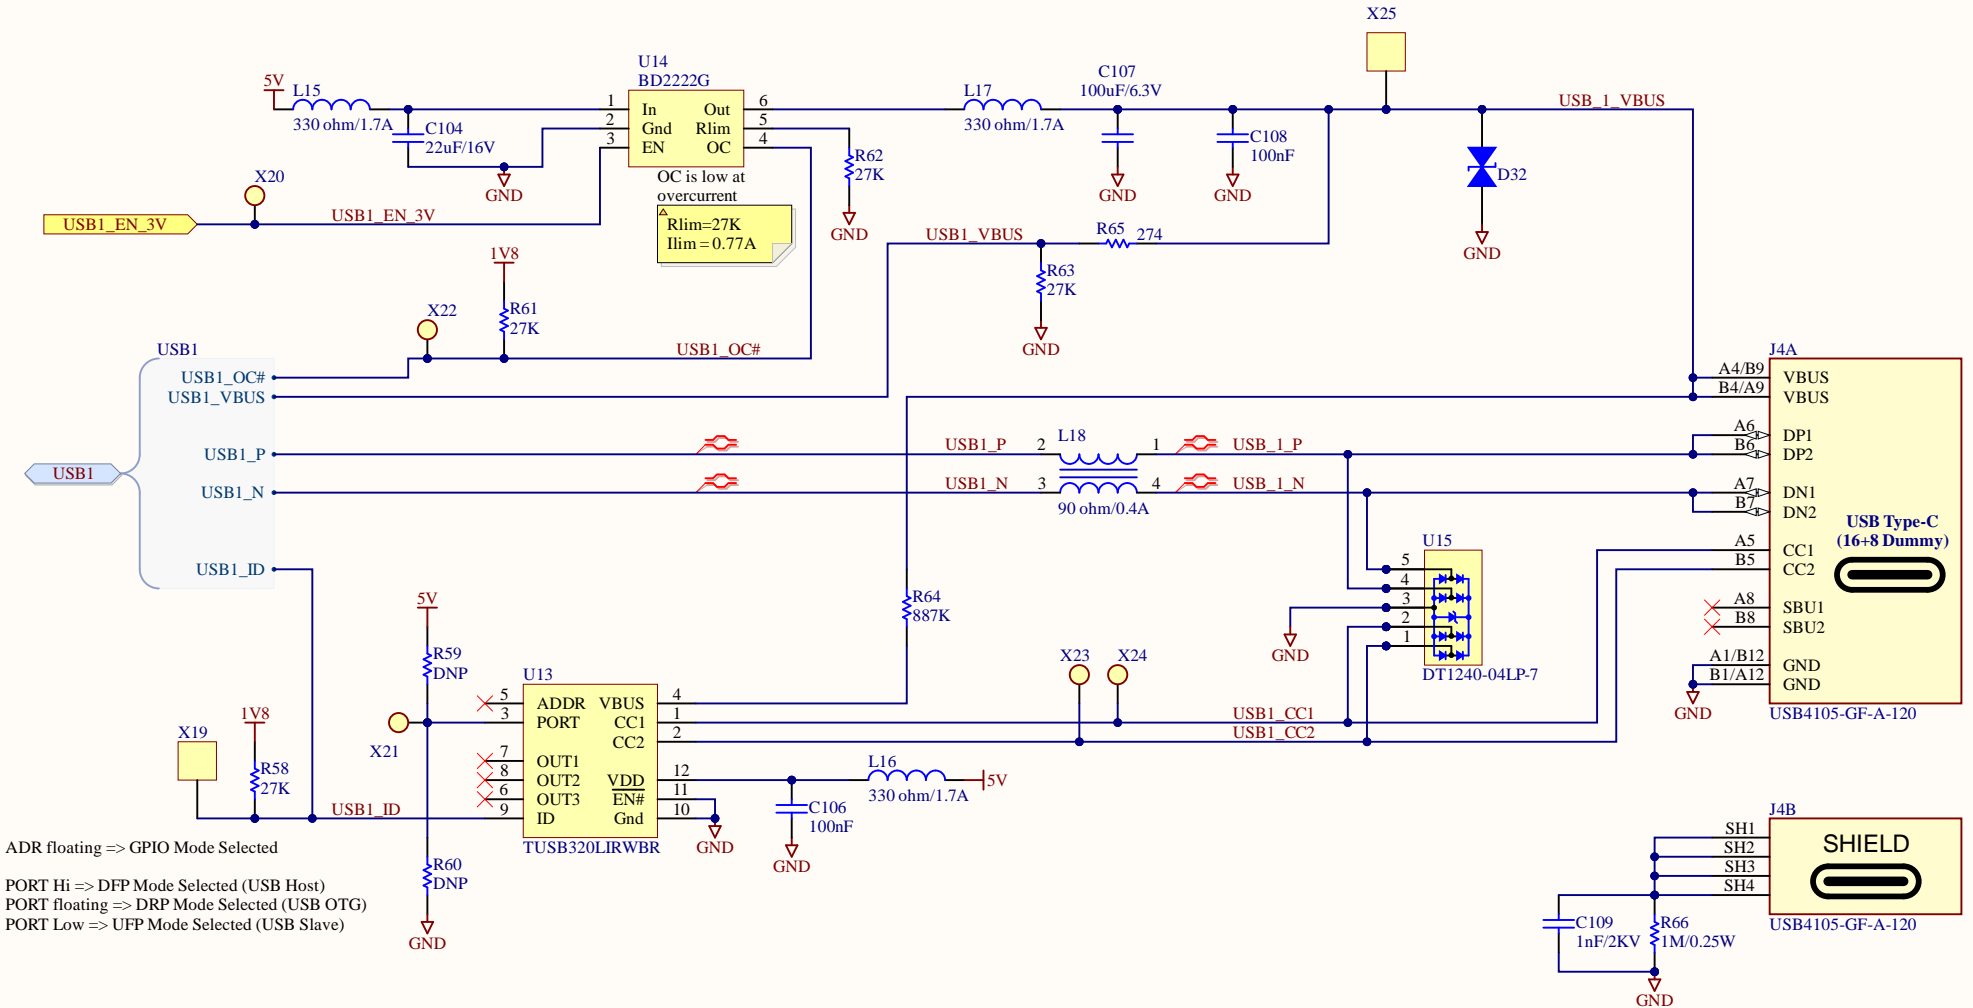 X25
U14
BD2222G
5V
L15
330 ohm/1.7A
C104
22uF/16V
GND
1
2
3
In
Gnd
EN
Out
Rlim
OC
6
5
4
OC is low at
overcurrent
Rlim=27K
Ilim = 0.77A
R62
27K
GND
L17
330 ohm/1.7A
C107
100uF/6.3V
GND
C108
100nF
GND
USB_1_VBUS
D32
GND
X20
USB1_EN_3V
USB1_EN_3V
USB1_VBUS
R65
274
R63
27K
GND
1V8
R61
27K
X22
USB1_OC#
USB1
USB1_OC#
USB1_VBUS
USB1_P
USB1_N
USB1_ID
USB1
USB1_P
2
L18
1
USB_1_P
USB1_N
3
4
USB_1_N
90 ohm/0.4A
J4A
A4/B9
VBUS
B4/A9
VBUS
A6
DP1
B6
DP2
A7
DN1
B7
DN2
USB Type-C
(16+8 Dummy)
A5
CC1
B5
CC2
A8
SBU1
B8
SBU2
A1/B12
GND
B1/A12
GND
GND
USB4105-GF-A-120
U15
5
4
3
2
1
GND
DT1240-04LP-7
R64
887K
5V
R59
DNP
X21
R60
DNP
GND
X23
X24
USB1_CC1
USB1_CC2
U13
5
ADDR
3
PORT
7
OUT1
8
OUT2
6
OUT3
9
ID
VBUS
4
CC1
1
CC2
2
VDD
12
EN#
11
Gnd
10
TUSB320LIRWBR
GND
L16
330 ohm/1.7A
5V
C106
100nF
GND
X19
1V8
R58
27K
USB1_ID
ADR floating => GPIO Mode Selected
PORT Hi => DFP Mode Selected (USB Host)
PORT floating => DRP Mode Selected (USB OTG)
PORT Low => UFP Mode Selected (USB Slave)
J4B
SH1
SH2
SH3
SH4
SHIELD
USB4105-GF-A-120
C109
1nF/2KV
R66
1M/0.25W
GND